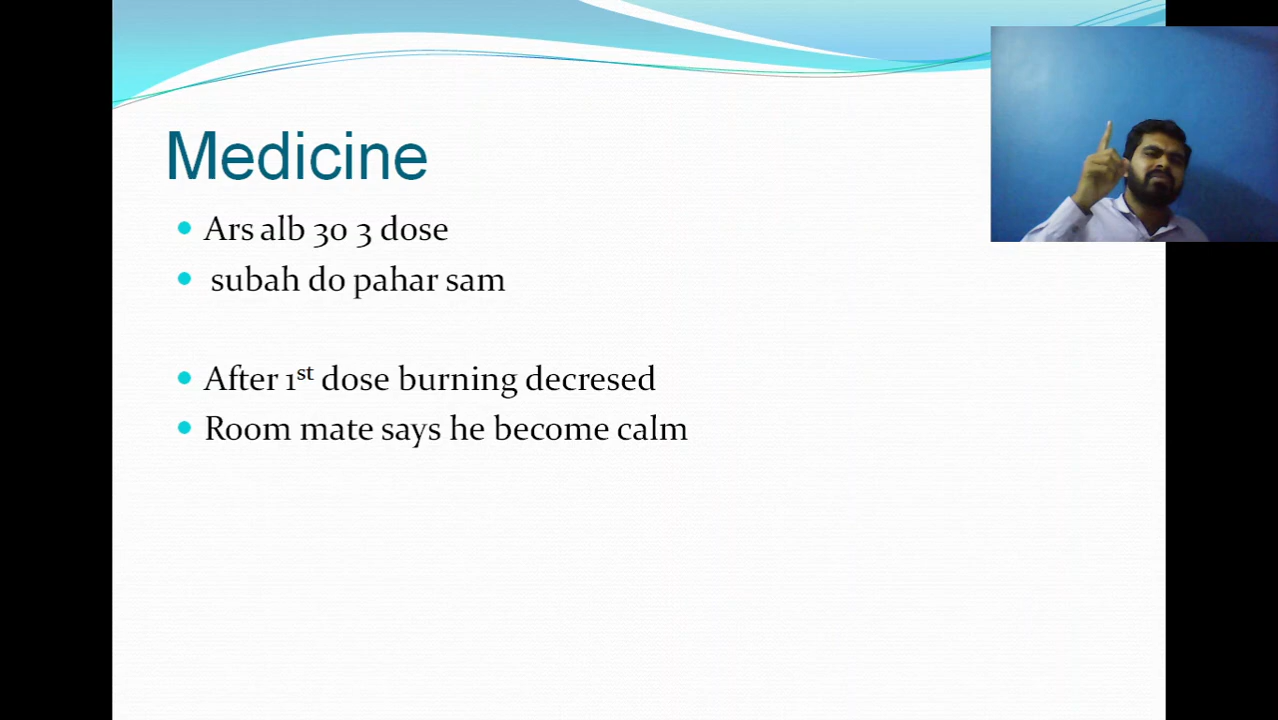 Medicine
Ars alb 30 3 dose
subah do pahar sam
After 1st dose burning decresed
Room mate says he become calm